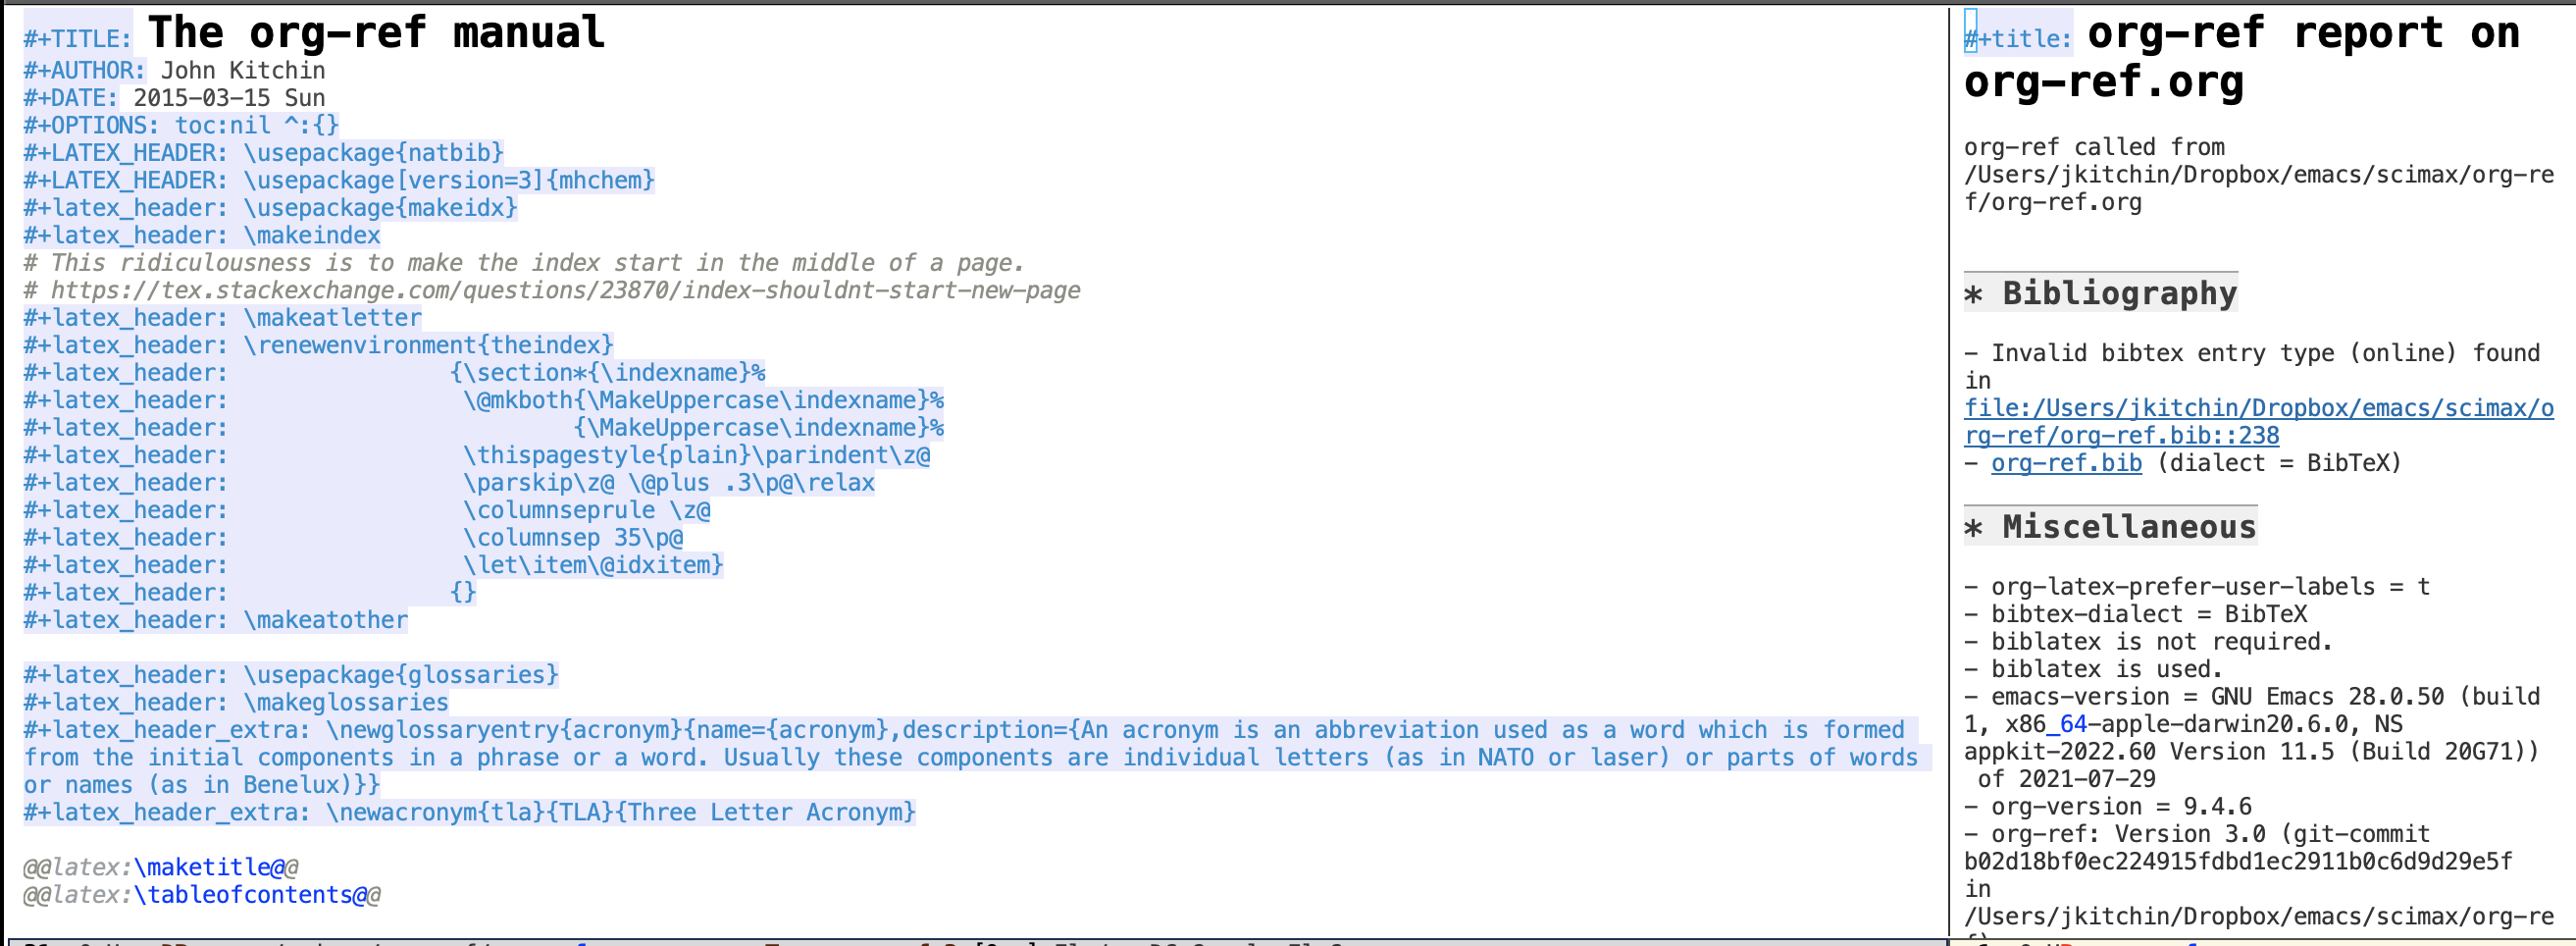 #+TITLE: The org-ref manual
#+AUTHOR: John Kitchin
#+DATE: 2015-03-15 Sun
#+OPTIONS: toc:nil ^:{}
#+LATEX_HEADER: \usepackage{natbib}
#+LATEX_HEADER: \usepackage[version=3]{mhchem}
#+latex_header: \usepackage{makeidx}
#+latex_header: \makeindex
# This ridiculousness is to make the index start in the middle of a page.
# https://tex.stackexchange.com/questions/23870/index-shouldnt-start-new-page
#+latex_header: \makeatletter
#+latex_header: \renewenvironment{theindex}
#+latex_header:                {\section*{\indexname}%
#+latex_header:                 \@mkboth{\MakeUppercase\indexname}%
#+latex_header:                         {\MakeUppercase\indexname}%
#+latex_header:                 \thispagestyle{plain}\parindent\z@
#+latex_header:                 \parskip\z@ \@plus .3\p@\relax
#+latex_header:                 \columnseprule \z@
#+latex_header:                 \columnsep 35\p@
#+latex_header:                 \let\item\@idxitem}
#+latex_header:                {}
#+latex_header: \makeatother
#+latex_header: \usepackage{glossaries}
#+latex_header: \makeglossaries
#+latex_header_extra: \newglossaryentry{acronym}{name={acronym},description={An acronym is an abbreviation used as a word which is formed
from the initial components in a phrase or a word. Usually these components are individual letters (as in NATO or laser) or parts of words
or names (as in Benelux)}}
#+latex_header_extra: \newacronym{tla}{TLA}{Three Letter Acronym}
@@latex:\maketitle@@
@@latex:\tableofcontents@@
#+title: org-ref report on
org-ref.org
org-ref called from
/Users/jkitchin/Dropbox/emacs/scimax/org-re
f/org-ref.org
* Bibliography
- Invalid bibtex entry type (online) found
in
file:/Users/jkitchin/Dropbox/emacs/scimax/o
rg-ref/org-ref.bib::238
- org-ref.bib (dialect = BibTeX)
* Miscellaneous
- org-latex-prefer-user-labels = t
- bibtex-dialect = BibTeX
- biblatex is not required.
- biblatex is used.
- emacs-version = GNU Emacs 28.0.50 (build
1, x86_64-apple-darwin20.6.0, NS
appkit-2022.60 Version 11.5 (Build 20G71))
 of 2021-07-29
- org-version = 9.4.6
- org-ref: Version 3.0 (git-commit
b02d18bf0ec224915fdbd1ec2911b0c6d9d29e5f
in
/Users/jkitchin/Dropbox/emacs/scimax/org-re